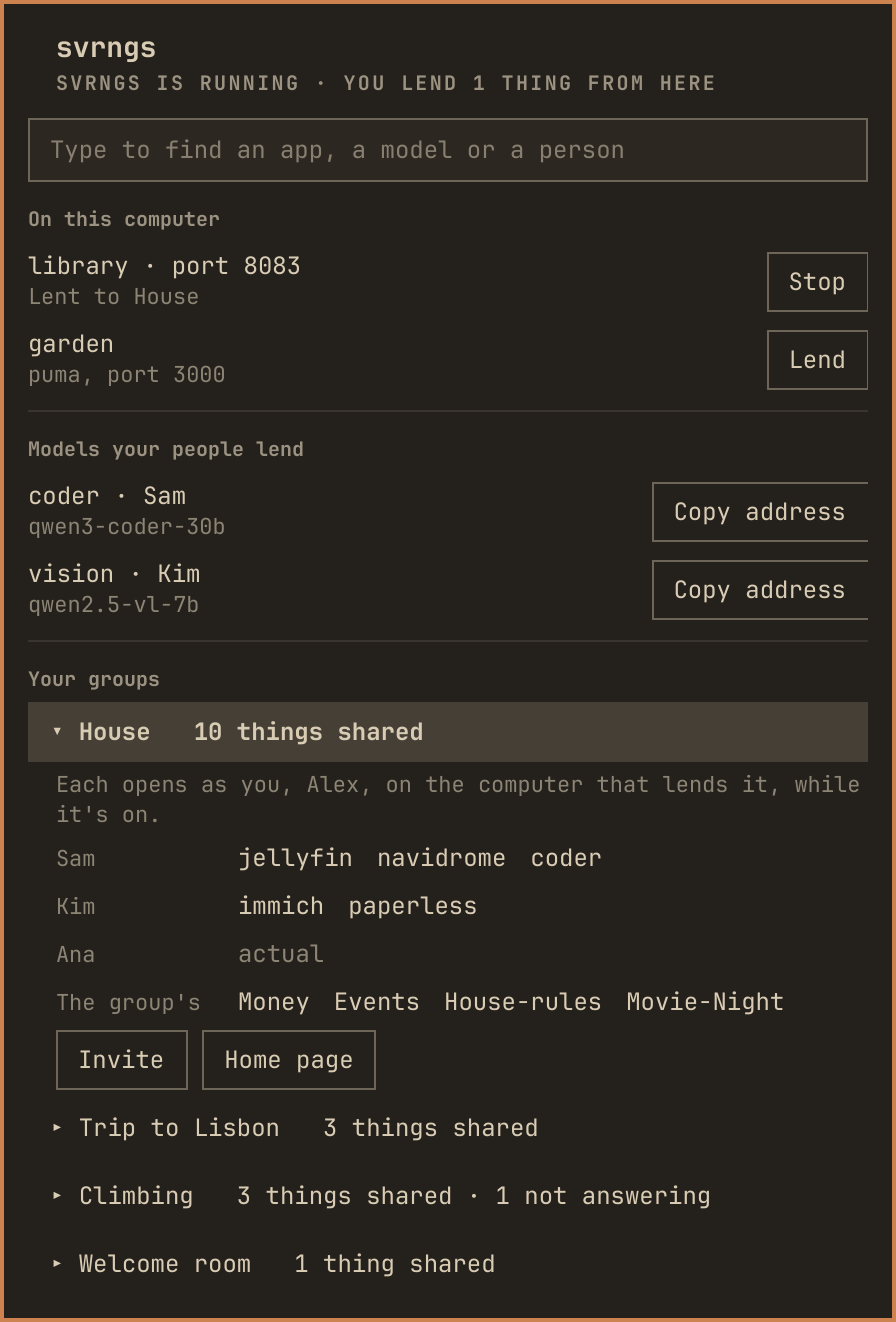 svrngs
SVRNGS IS RUNNING · YOU LEND 1 THING FROM HERE
Type to find an app, a model or a person
On this computer
library · port 8083
Lent to House
Stop
garden
puma, port 3000
Lend
Models your people lend
coder · Sam
qwen3-coder-30b
Copy address
vision · Kim
qwen2.5-vl-7b
Copy address
Your groups
▾ House 10 things shared
Each opens as you, Alex, on the computer that lends it, while
it's on.
Sam jellyfin navidrome coder
Kim immich paperless
Ana actual
The group's Money Events House-rules Movie-Night
Invite Home page
▸ Trip to Lisbon 3 things shared
▸ Climbing 3 things shared · 1 not answering
▸ Welcome room 1 thing shared